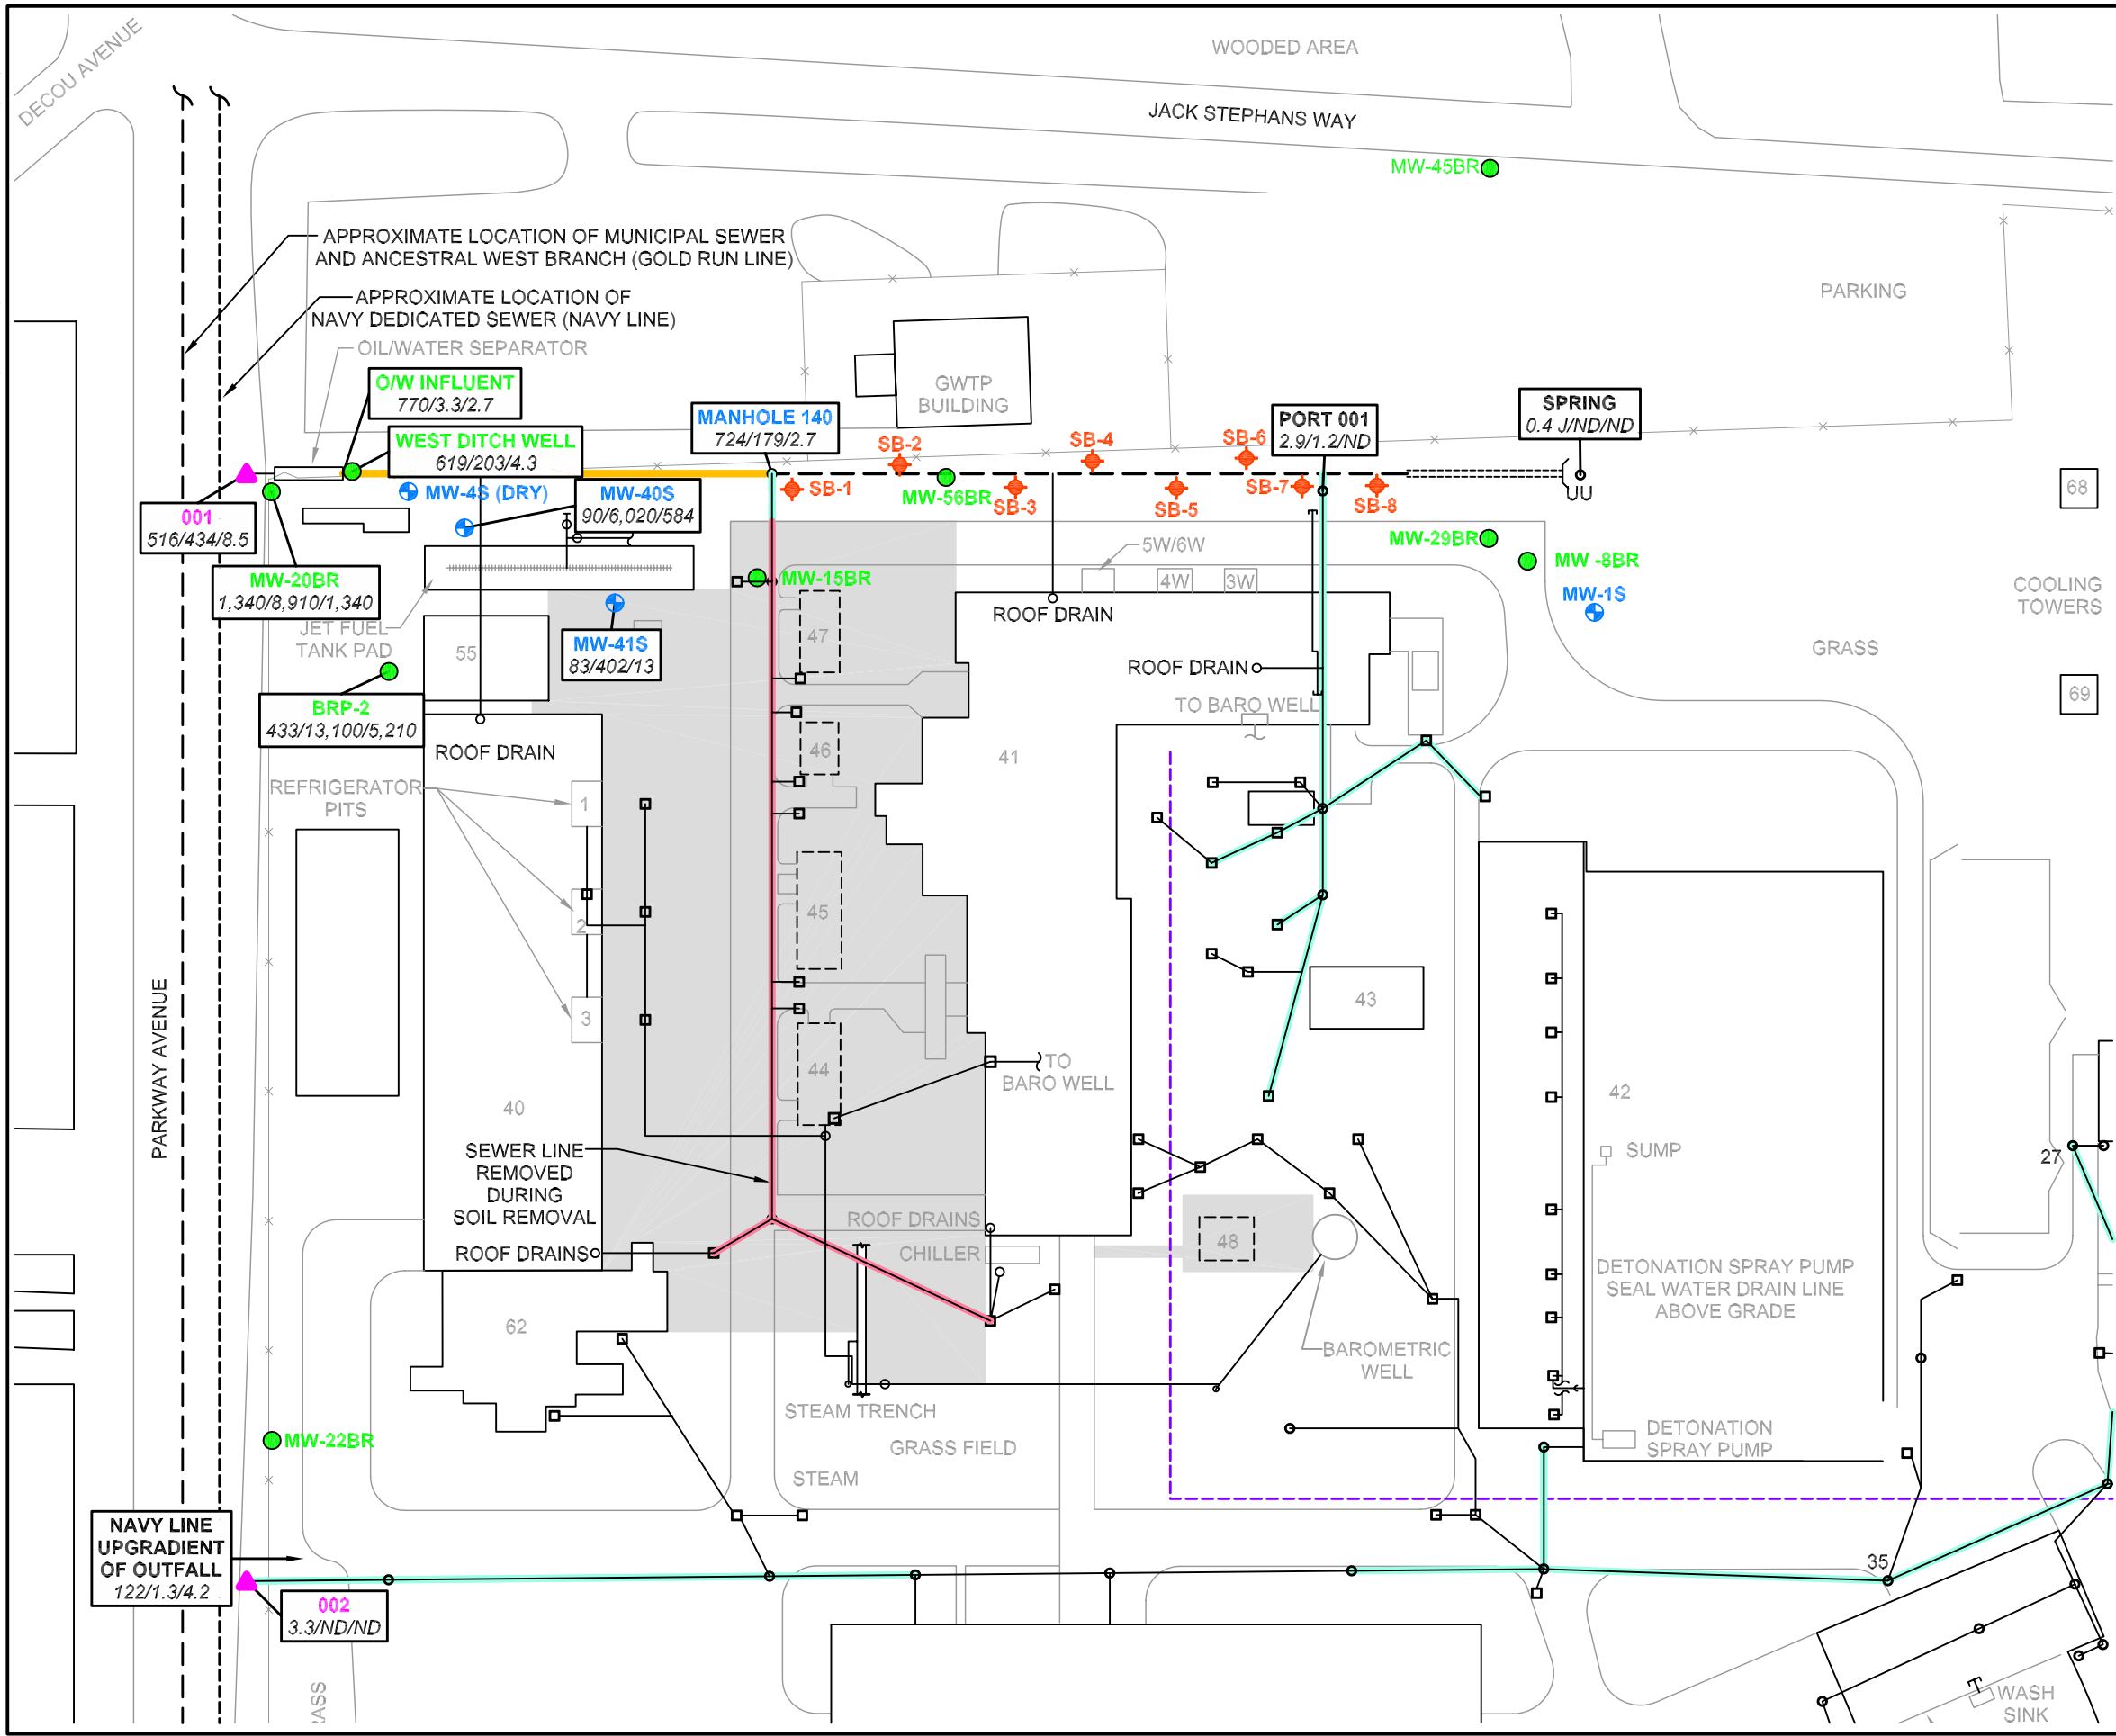 WOODED AREA
DECOU AVENUE
JACK STEPHANS WAY
MW-45BR
APPROXIMATE LOCATION OF MUNICIPAL SEWER
AND ANCESTRAL WEST BRANCH (GOLD RUN LINE)
APPROXIMATE LOCATION OF
NAVY DEDICATED SEWER (NAVY LINE)
PARKING
OIL/WATER SEPARATOR
O/W INFLUENT
770/3.3/2.7
GWTP
BUILDING
MANHOLE 140
724/179/2.7
PORT 001
2.9/1.2/ND
SPRING
0.4 J/ND/ND
WEST DITCH WELL
619/203/4.3
SB-2
SB-4
SB-6
MW-4S (DRY)
MW-40S
90/6,020/584
SB-1
MW-56BR
SB-3
SB-5
SB-7
SB-8
68
001
516/434/8.5
MW-29BR
5W/6W
MW -8BR
MW-20BR
1,340/8,910/1,340
MW-15BR
4W
3W
MW-1S
COOLING
TOWERS
ROOF DRAIN
JET FUEL
TANK PAD
55
MW-41S
83/402/13
47
GRASS
ROOF DRAIN
69
BRP-2
433/13,100/5,210
TO BARO WELL
ROOF DRAIN
46
41
REFRIGERATOR
PITS
1
2
3
45
43
PARKWAY AVENUE
44
TO
BARO WELL
40
42
SEWER LINE
REMOVED
DURING
SOIL REMOVAL
SUMP
27
ROOF DRAINS
ROOF DRAINS
CHILLER
48
DETONATION SPRAY PUMP
SEAL WATER DRAIN LINE
ABOVE GRADE
62
BAROMETRIC
WELL
STEAM TRENCH
MW-22BR
GRASS FIELD
DETONATION
SPRAY PUMP
STEAM
NAVY LINE
UPGRADIENT
OF OUTFALL
122/1.3/4.2
35
002
3.3/ND/ND
RASS
WASH
SINK